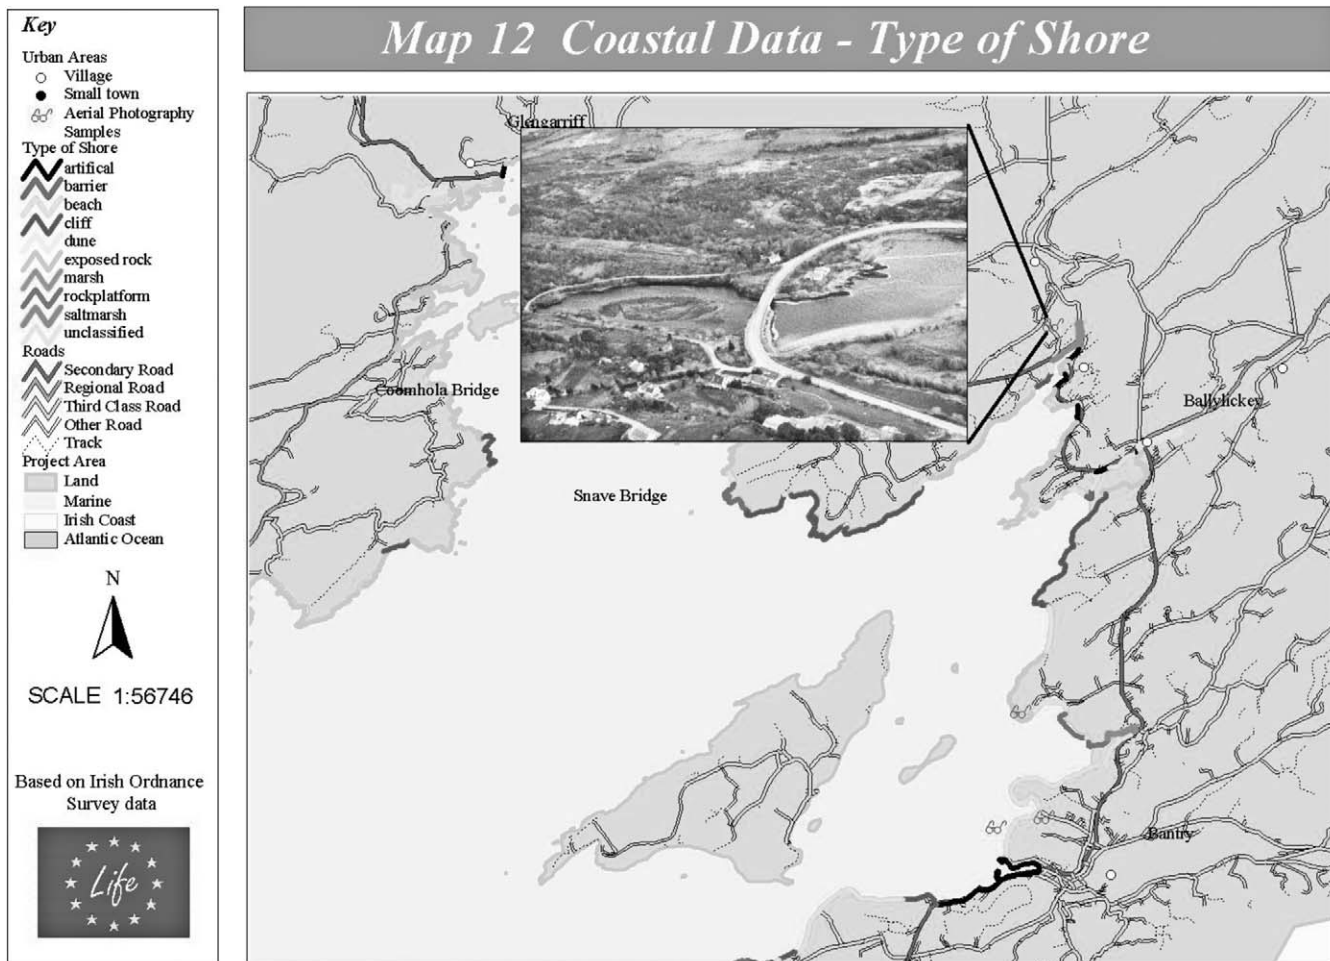 Key
Urban Areas
Village
Small town
Aerial Photography
Samples
Type of Shore
artifical
barrier
beach
cliff
dune
exposed rock
marsh
rockplatform
saltmarsh
unclassified
Roads
Secondary Road
Regional Road
Third Class Road
Other Road
Track
Project Area
Land
Marine
Irish Coast
Atlantic Ocean
N
SCALE 1:56746
Based on Irish Ordnance
Survey data
Life
Map 12 Coastal Data - Type of Shore
Glengarriff
Coomhola Bridge
Ballylickey
Snave Bridge
Bantry